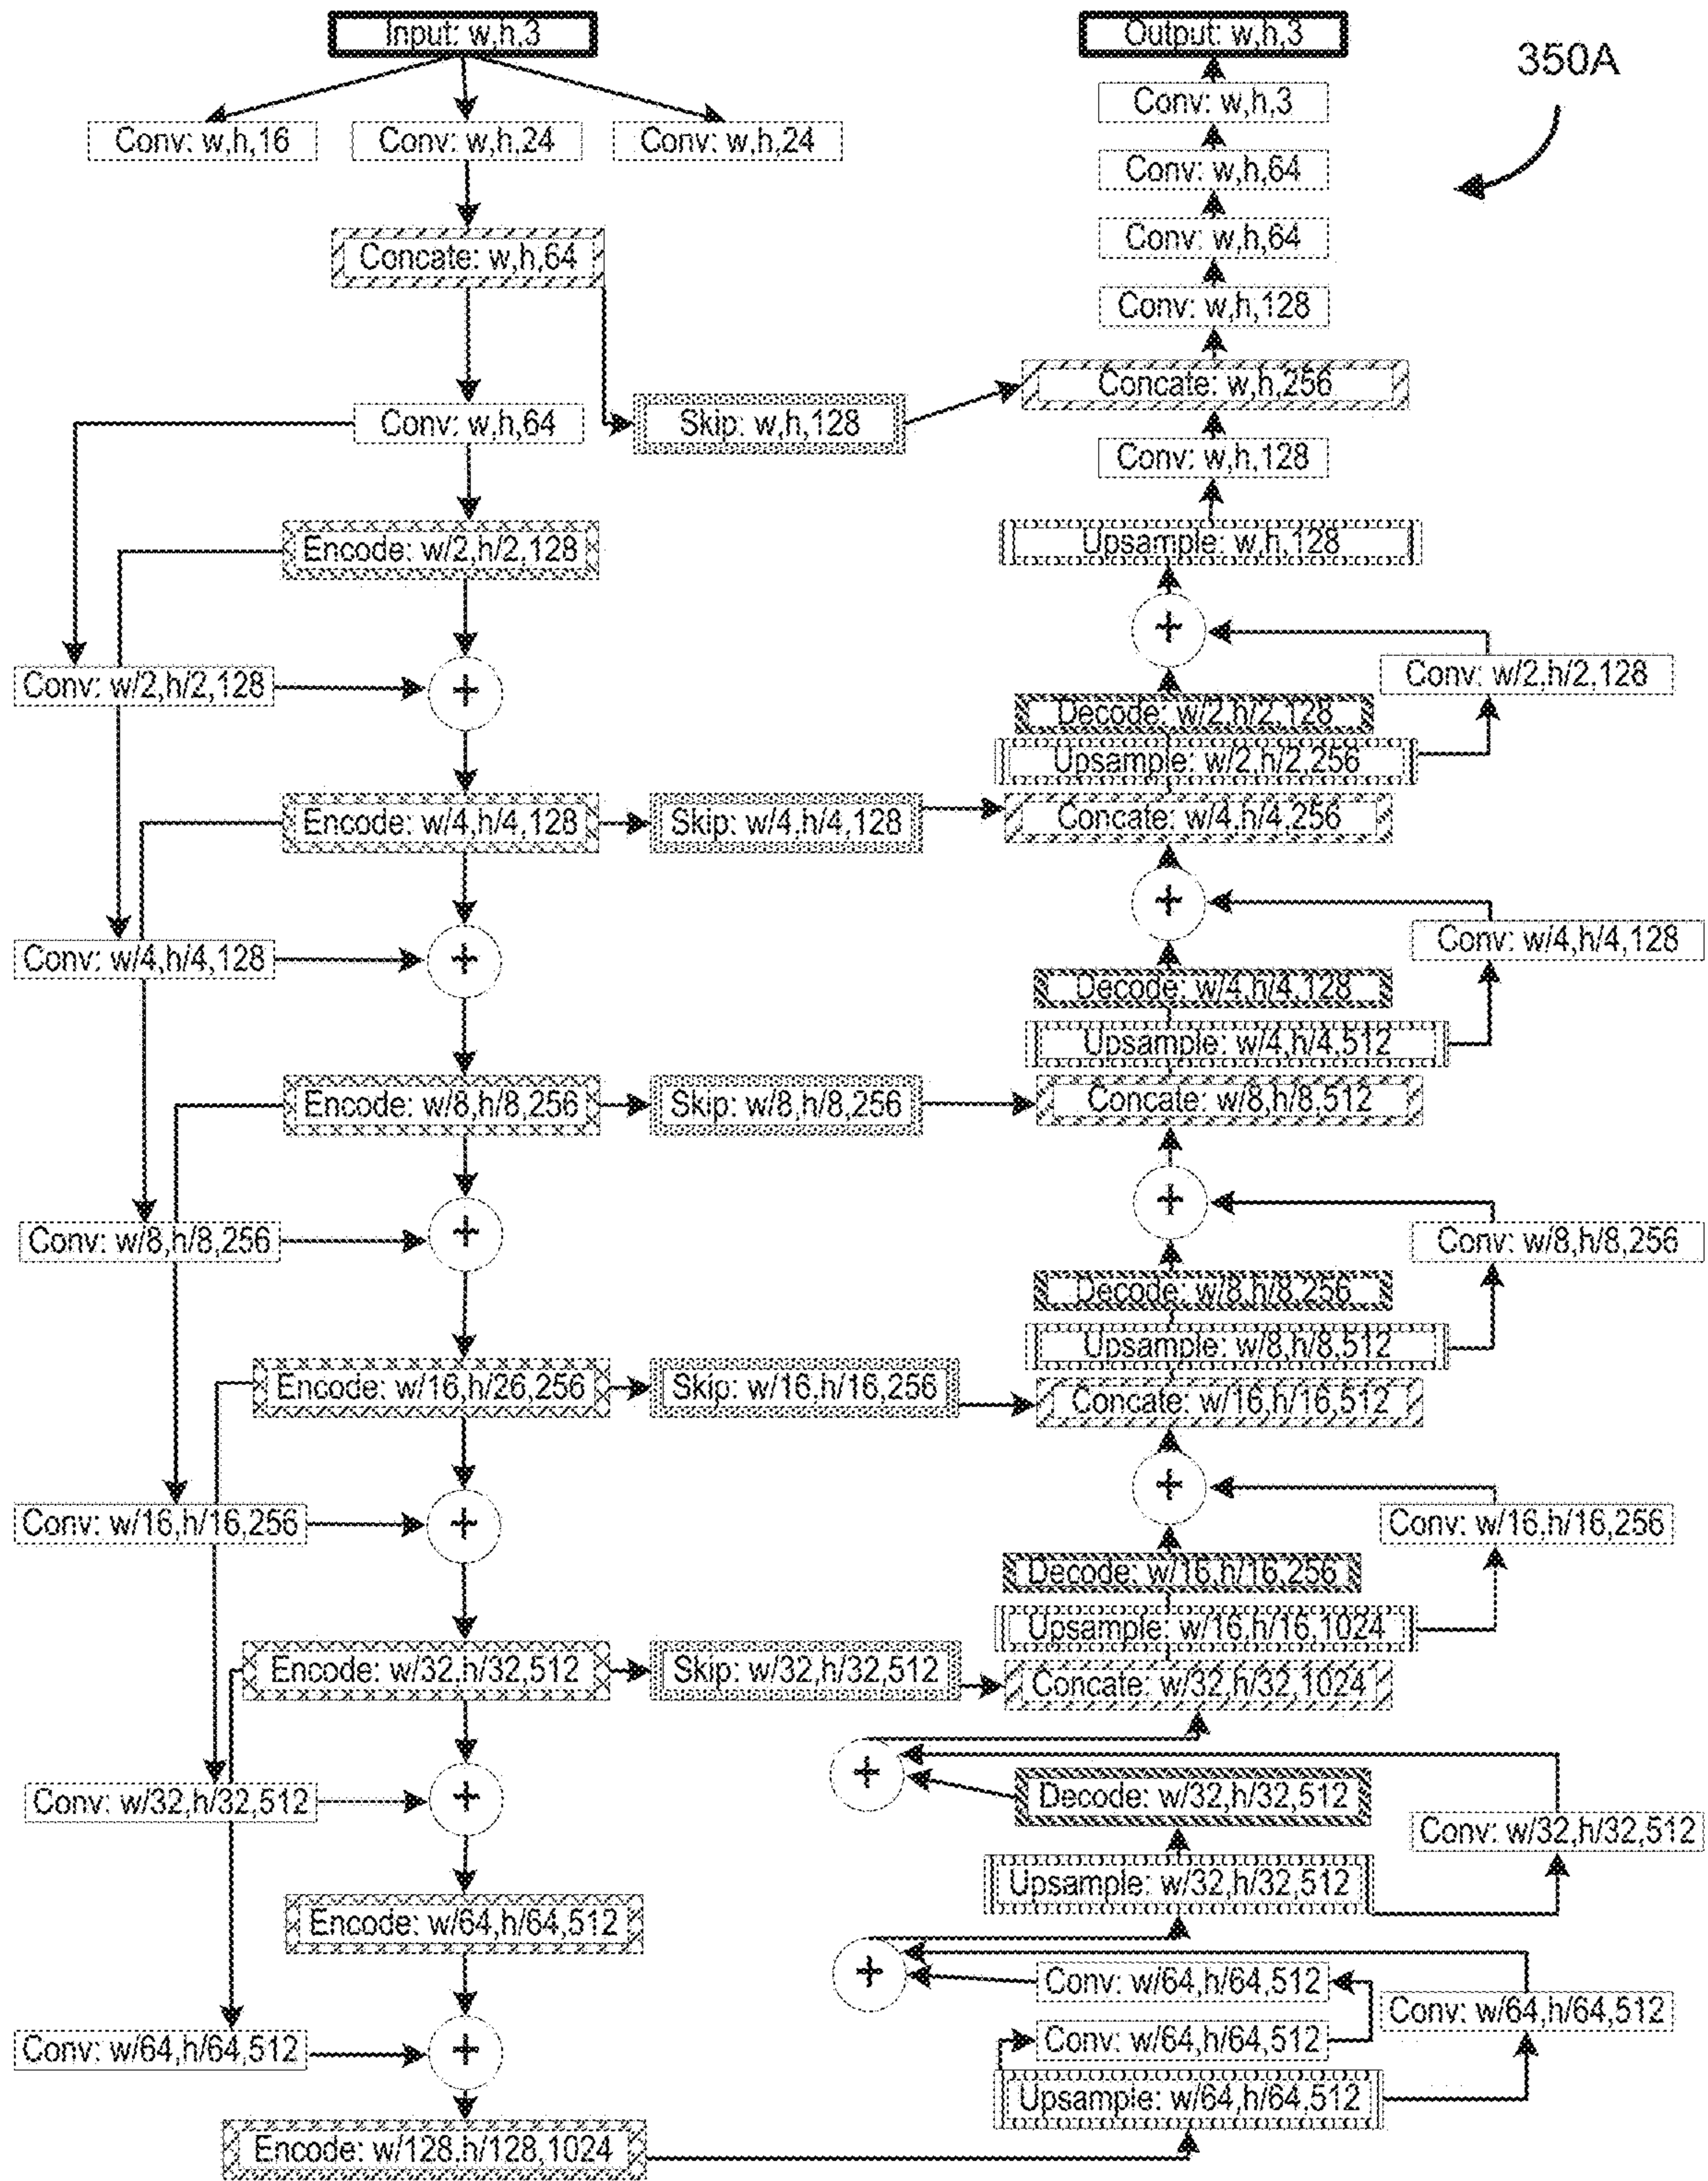 Input: w,h,3
Conv: w,h,16
Conv: w,h,24
Conv: w,h,24
Concate: w,h,64
Conv: w,h,64
Skip: w,h,128
Encode: w/2,h/2,128
Conv: w/2,h/2,128
+
Encode: w/4,h/4,128
Skip: w/4,h/4,128
Conv: w/4,h/4,128
+
Encode: w/8,h/8,256
Skip: w/8,h/8,256
Conv: w/8,h/8,256
+
Encode: w/16,h/26,256
Skip: w/16,h/16,256
Conv: w/16,h/16,256
+
Encode: w/32,h/32,512
Skip: w/32,h/32,512
Conv: w/32,h/32,512
+
Encode: w/64,h/64,512
Conv: w/64,h/64,512
+
Encode: w/128,h/128,1024
Output: w,h,3
350A
Conv: w,h,3
Conv: w,h,64
Conv: w,h,64
Conv: w,h,128
Concate: w,h,256
Conv: w,h,128
Upsample: w,h,128
+
Conv: w/2,h/2,128
Decode: w/2,h/2,128
Upsample: w/2,h/2,256
Concate: w/4,h/4,256
+
Conv: w/4,h/4,128
Decode: w/4,h/4,128
Upsample: w/4,h/4,512
Concate: w/8,h/8,512
+
Conv: w/8,h/8,256
Decode: w/8,h/8,256
Upsample: w/8,h/8,512
Concate: w/16,h/16,512
+
Conv: w/16,h/16,256
Decode: w/16,h/16,256
Upsample: w/16,h/16,1024
Concate: w/32,h/32,1024
+
Decode: w/32,h/32,512
Conv: w/32,h/32,512
Upsample: w/32,h/32,512
+
Conv: w/64,h/64,512
Conv: w/64,h/64,512
Conv: w/64,h/64,512
Upsample: w/64,h/64,512